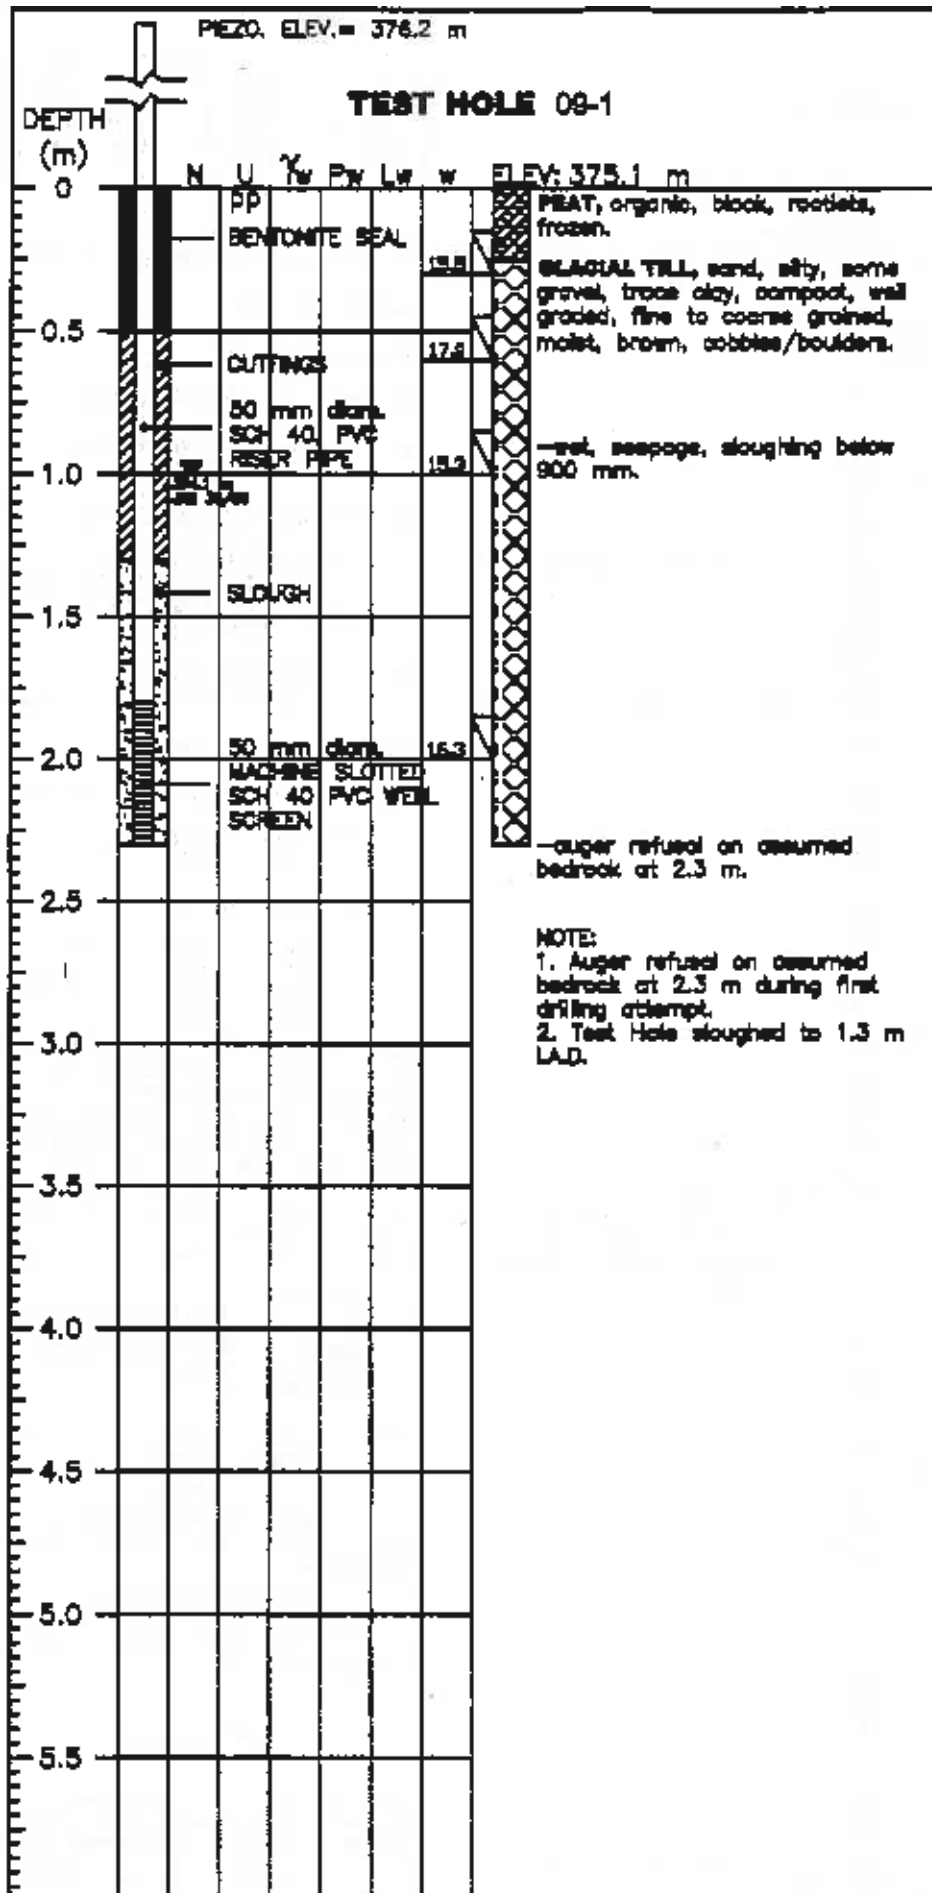 PIEZO. ELEV.= 376.2 m
TEST HOLE 09-1
DEPTH
(m)
N U γw Pw Lw w ELEV: 375.1 m
0
PP
BENTONITE SEAL
PEAT, organic, black, rootlets,
frozen.
GLACIAL TILL, sand, silty, some
gravel, trace clay, compact, well
graded, fine to coarse grained,
moist, brown, cobbles/boulders.
0.5
17.8
CUTTINGS
50 mm diam.
SCH 40, PVC
RISER PIPE
15.2
-wet, seepage, sloughing below
900 mm.
1.0
SLOUGH
1.5
50 mm diam.
MACHINE SLOTTED
SCH 40 PVC WELL
SCREEN
16.3
2.0
-auger refusal on assumed
bedrock at 2.3 m.
2.5
NOTE:
1. Auger refusal on assumed
bedrock at 2.3 m during first
drilling attempt.
2. Test Hole sloughed to 1.3 m
I.A.D.
3.0
3.5
4.0
4.5
5.0
5.5